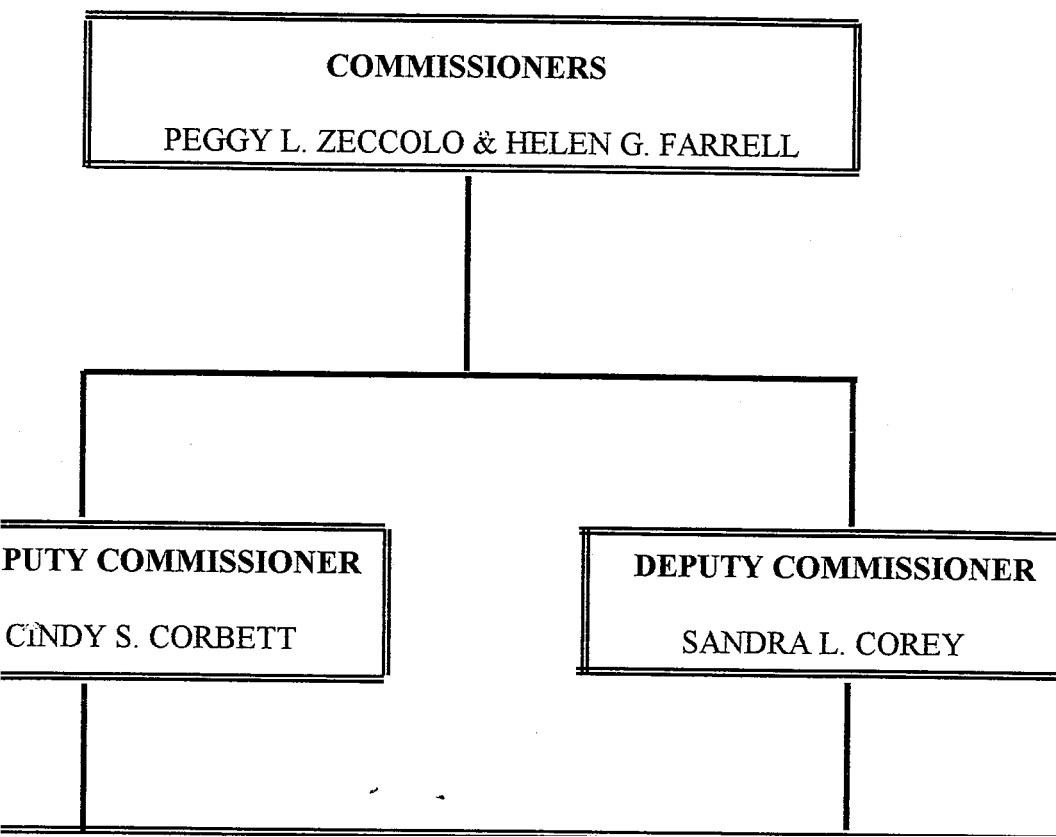 COMMISSIONERS
PEGGY L. ZECCOLO & HELEN G. FARRELL
PUTY COMMISSIONER
CINDY S. CORBETT
DEPUTY COMMISSIONER
SANDRA L. COREY